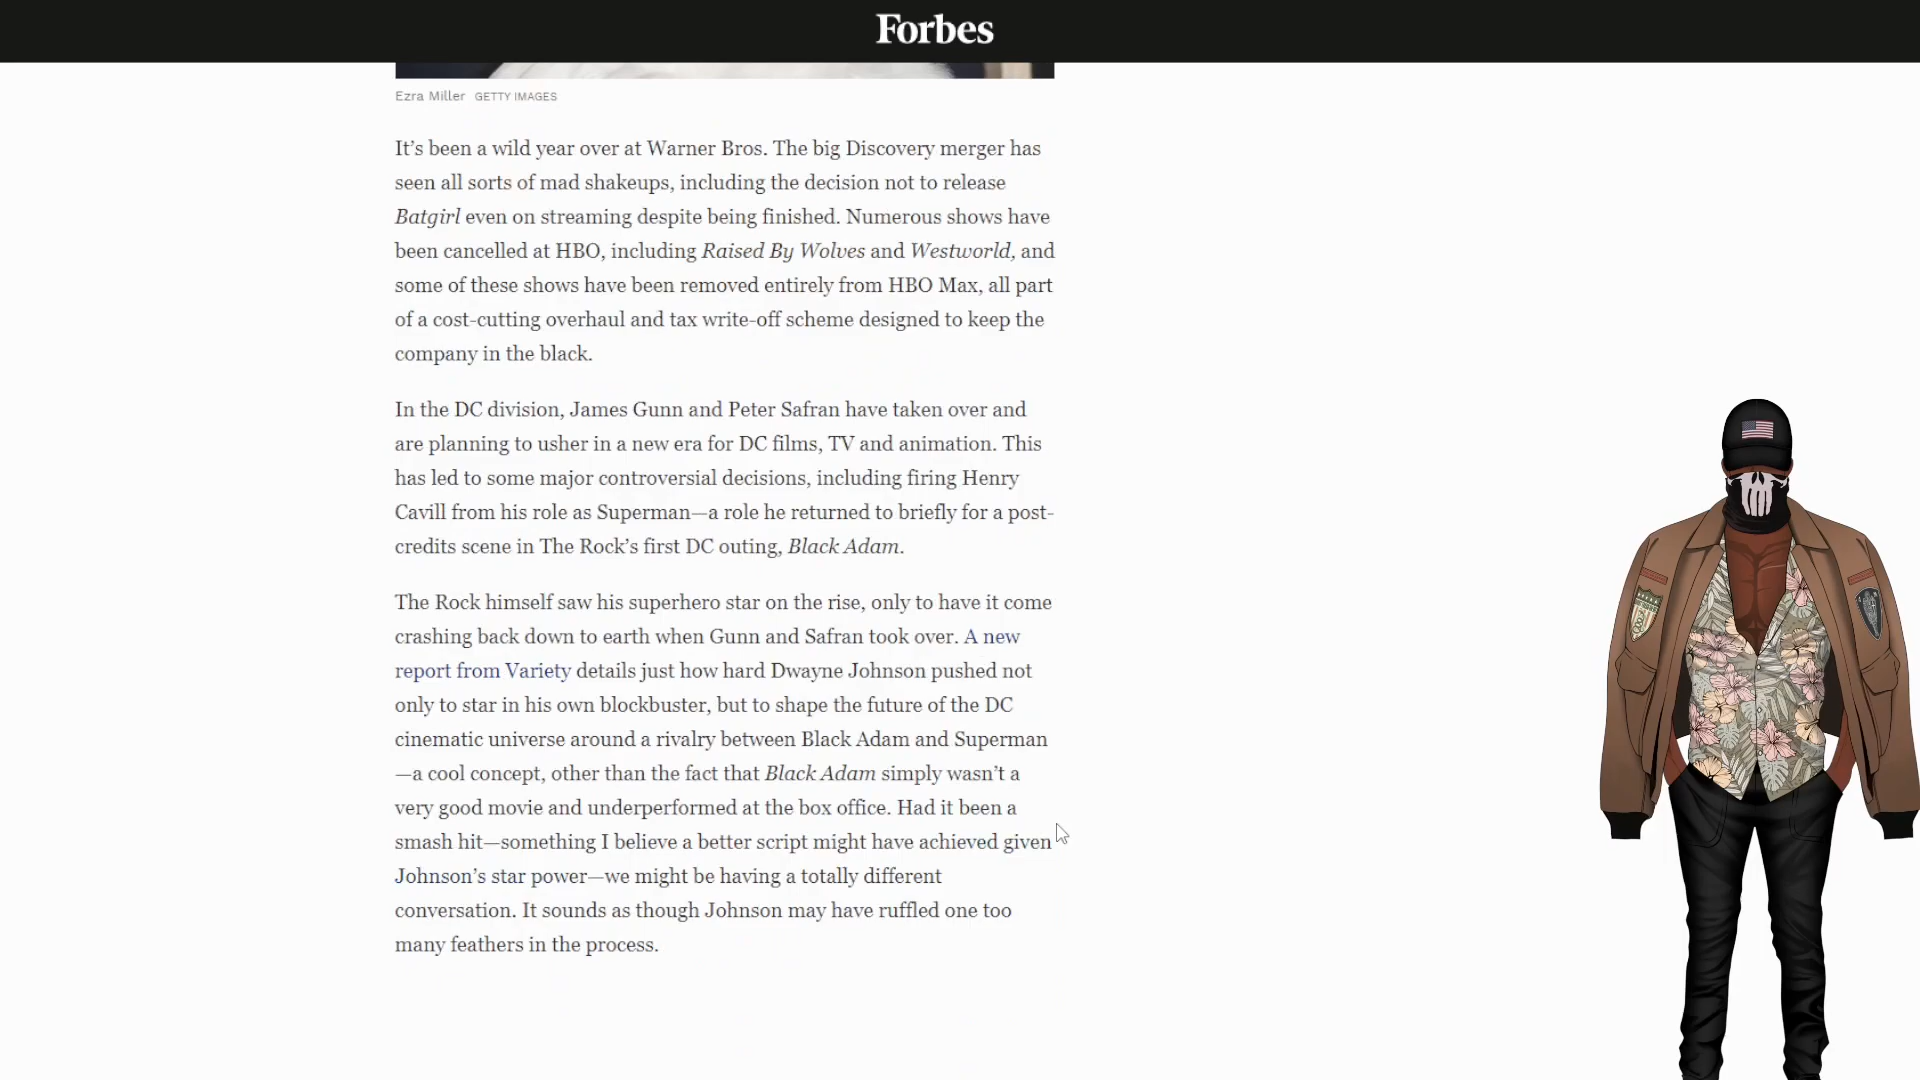 Forbes
Ezra Miller GETTY IMAGES
It’s been a wild year over at Warner Bros. The big Discovery merger has
seen all sorts of mad shakeups, including the decision not to release
Batgirl even on streaming despite being finished. Numerous shows have
been cancelled at HBO, including Raised By Wolves and Westworld, and
some of these shows have been removed entirely from HBO Max, all part
of a cost-cutting overhaul and tax write-off scheme designed to keep the
company in the black.
In the DC division, James Gunn and Peter Safran have taken over and
are planning to usher in a new era for DC films, TV and animation. This
has led to some major controversial decisions, including firing Henry
Cavill from his role as Superman—a role he returned to briefly for a post-
credits scene in The Rock’s first DC outing, Black Adam.
The Rock himself saw his superhero star on the rise, only to have it come
crashing back down to earth when Gunn and Safran took over. A new
report from Variety details just how hard Dwayne Johnson pushed not
only to star in his own blockbuster, but to shape the future of the DC
cinematic universe around a rivalry between Black Adam and Superman
—a cool concept, other than the fact that Black Adam simply wasn’t a
very good movie and underperformed at the box office. Had it been a
smash hit—something I believe a better script might have achieved given
Johnson’s star power—we might be having a totally different
conversation. It sounds as though Johnson may have ruffled one too
many feathers in the process.